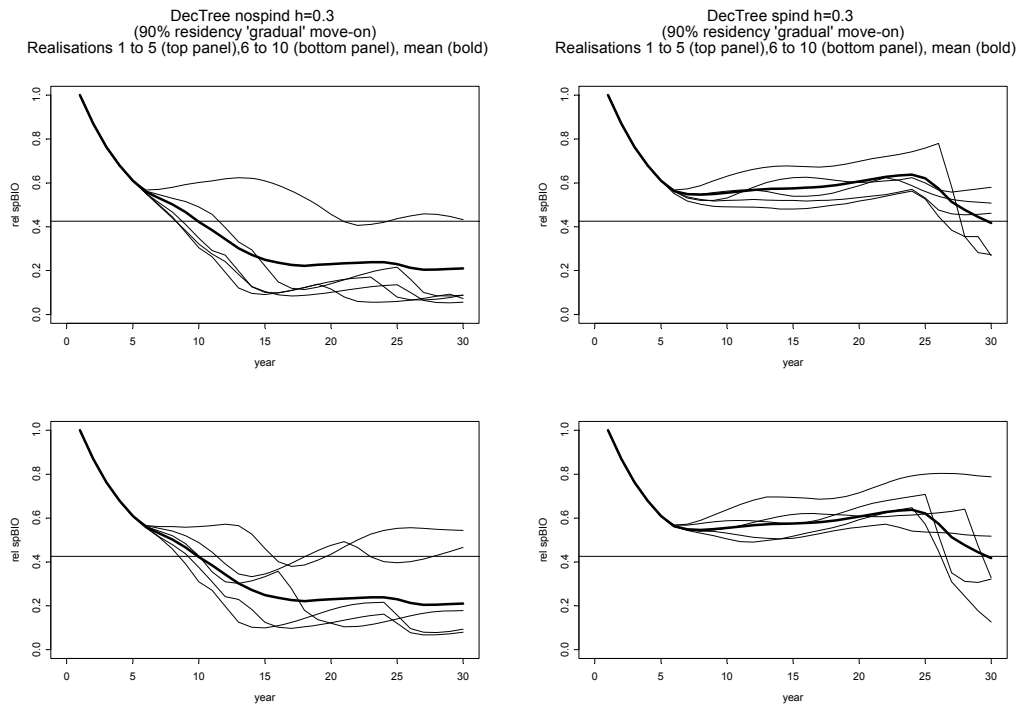 DecTree nospind h=0.3
(90% residency 'gradual' move-on)
Realisations 1 to 5 (top panel),6 to 10 (bottom panel), mean (bold)
rel spBIO
1.0
0.8
0.6
0.4
0.2
0.0
0 5 10 15 20 25 30
year
DecTree spind h=0.3
(90% residency 'gradual' move-on)
Realisations 1 to 5 (top panel),6 to 10 (bottom panel), mean (bold)
rel spBIO
1.0
0.8
0.6
0.4
0.2
0.0
0 5 10 15 20 25 30
year
rel spBIO
1.0
0.8
0.6
0.4
0.2
0.0
0 5 10 15 20 25 30
year
rel spBIO
1.0
0.8
0.6
0.4
0.2
0.0
0 5 10 15 20 25 30
year